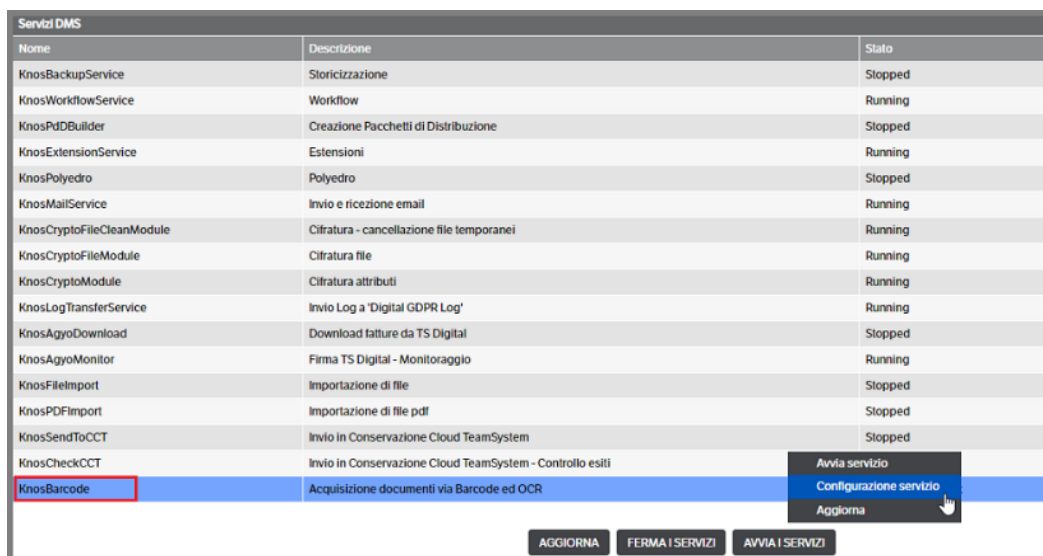 Servizi DMS
Nome Descrizione Stato
KnosBackupService Storicizzazione Stopped
KnosWorkflowService Workflow Running
KnosPdDBuilder Creazione Pacchetti di Distribuzione Stopped
KnosExtensionService Estensioni Running
KnosPolyedro Polyedro Stopped
KnosMailService Invio e ricezione email Running
KnosCryptoFileCleanModule Cifratura - cancellazione file temporanei Running
KnosCryptoFileModule Cifratura file Running
KnosCryptoModule Cifratura attributi Running
KnosLogTransferService Invio Log a 'Digital GDPR Log' Running
KnosAgyoDownload Download fatture da TS Digital Stopped
KnosAgyoMonitor Firma TS Digital - Monitoraggio Running
KnosFileImport Importazione di file Stopped
KnosPDFImport Importazione di file pdf Stopped
KnosSendToCCT Invio in Conservazione Cloud TeamSystem Stopped
KnosCheckCCT Invio in Conservazione Cloud TeamSystem - Controllo esiti Avvia servizio
KnosBarcode Acquisizione documenti via Barcode ed OCR Configurazione servizio
Aggiorna
AGGIORNA FERMA I SERVIZI AVVIA I SERVIZI